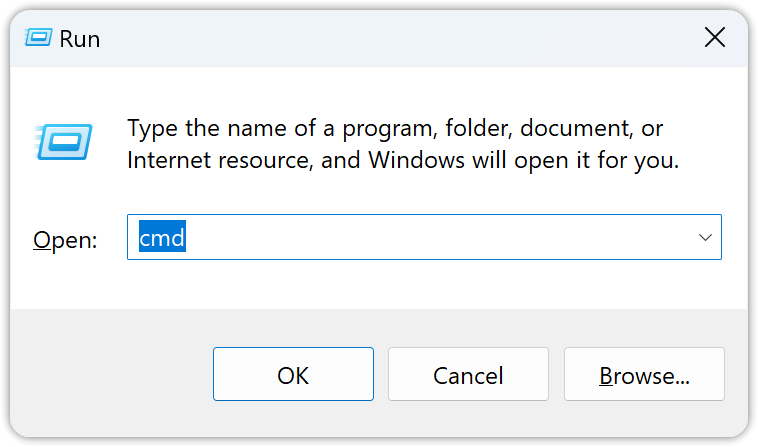 Run
Type the name of a program, folder, document, or
Internet resource, and Windows will open it for you.
Open: cmd
OK Cancel Browse...